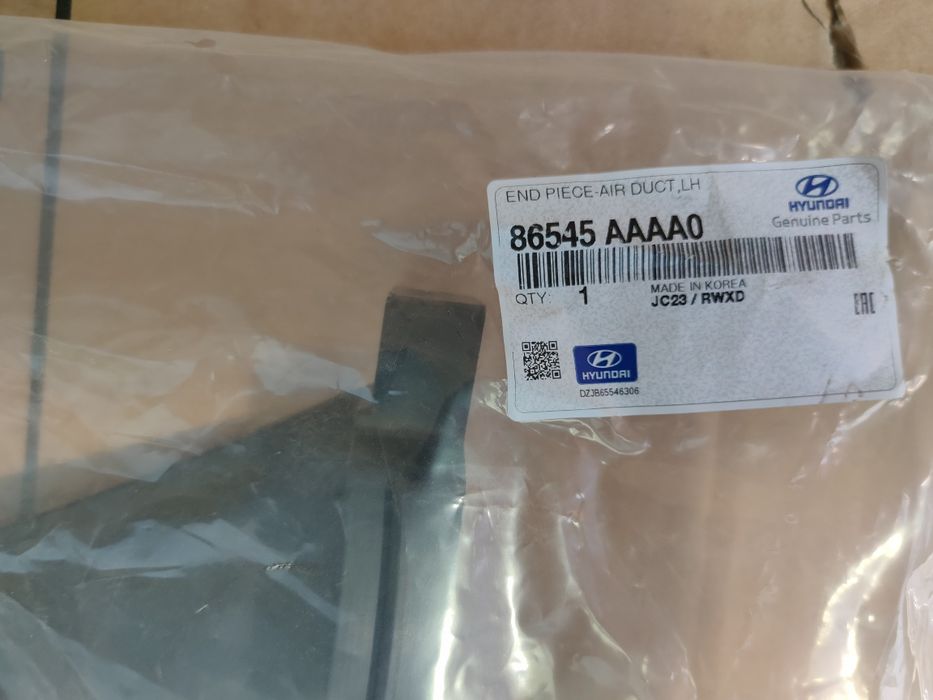 END PIECE-AIR DUCT,LH
HYUNDAI
86545 AAAA0
Genuine Parts
MADE IN KOREA
QTY: 1
JC23 / RWXD
EAC
HYUNDAI
DZJB65546306